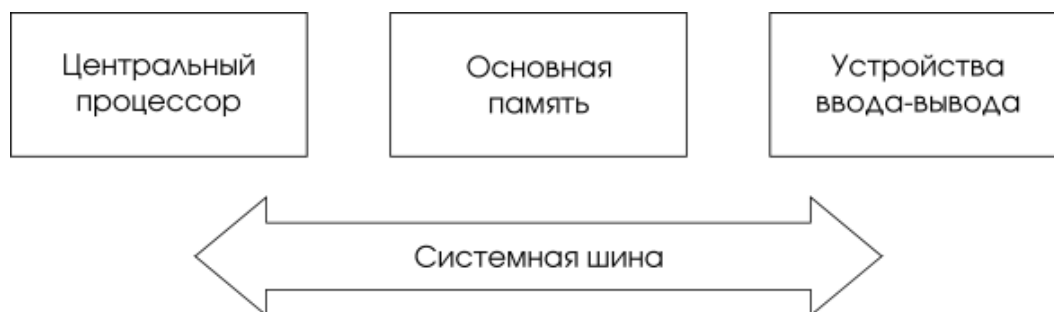 Центральный
процессор
Основная
память
Устройства
ввода-вывода
Системная шина